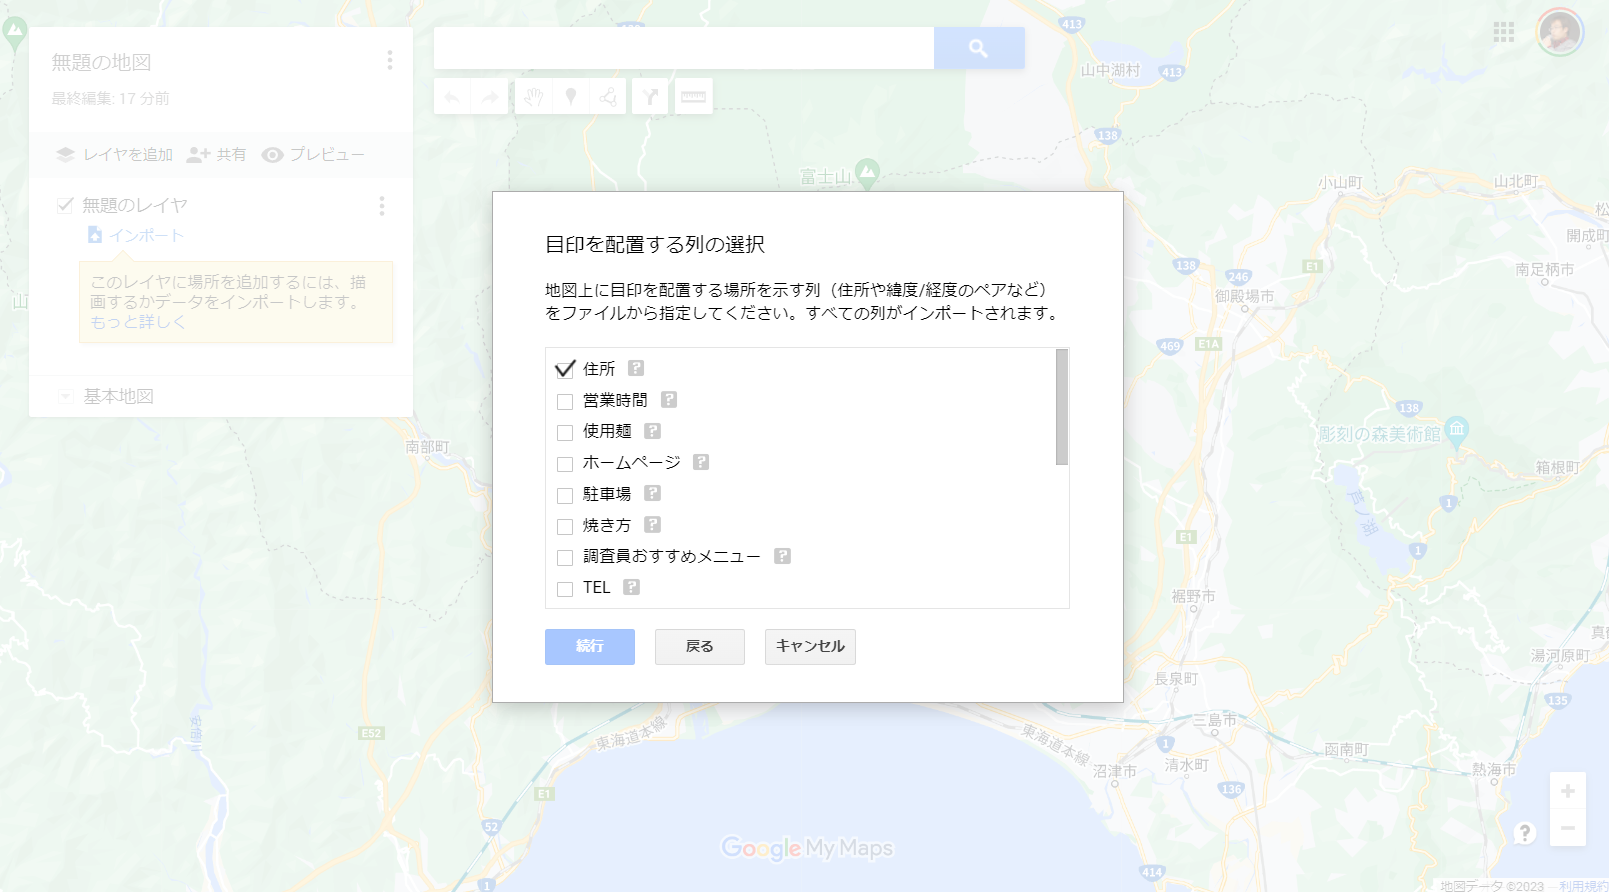 無題の地図
最終編集: 17 分前
レイヤを追加
共有
プレビュー
無題のレイヤ
インポート
このレイヤに場所を追加するには、描
画するかデータをインポートします。
もっと詳しく
基本地図
目印を配置する列の選択
地図上に目印を配置する場所を示す列（住所や緯度/経度のペアなど）
をファイルから指定してください。すべての列がインポートされます。
住所 ?
営業時間 ?
使用麺 ?
ホームページ ?
駐車場 ?
焼き方 ?
調査員おすすめメニュー ?
TEL ?
続行
戻る
キャンセル
413
山中湖村
413
138
富士山
小山町
山北町
松
開成町
E1
南足柄市
138
246
御殿場市
469
E1A
山
138
彫刻の森美術館
箱根町
南部町
芦ノ湖
1
E1
1
裾野市
真
湯河原町
長泉町
135
安倍川
三島市
E52
東海道本線
東海道本線
1
函南町
沼津市
清水町
熱海市
136
E1
52
Google My Maps
?
414
1
地図データ ©2023
利用規約